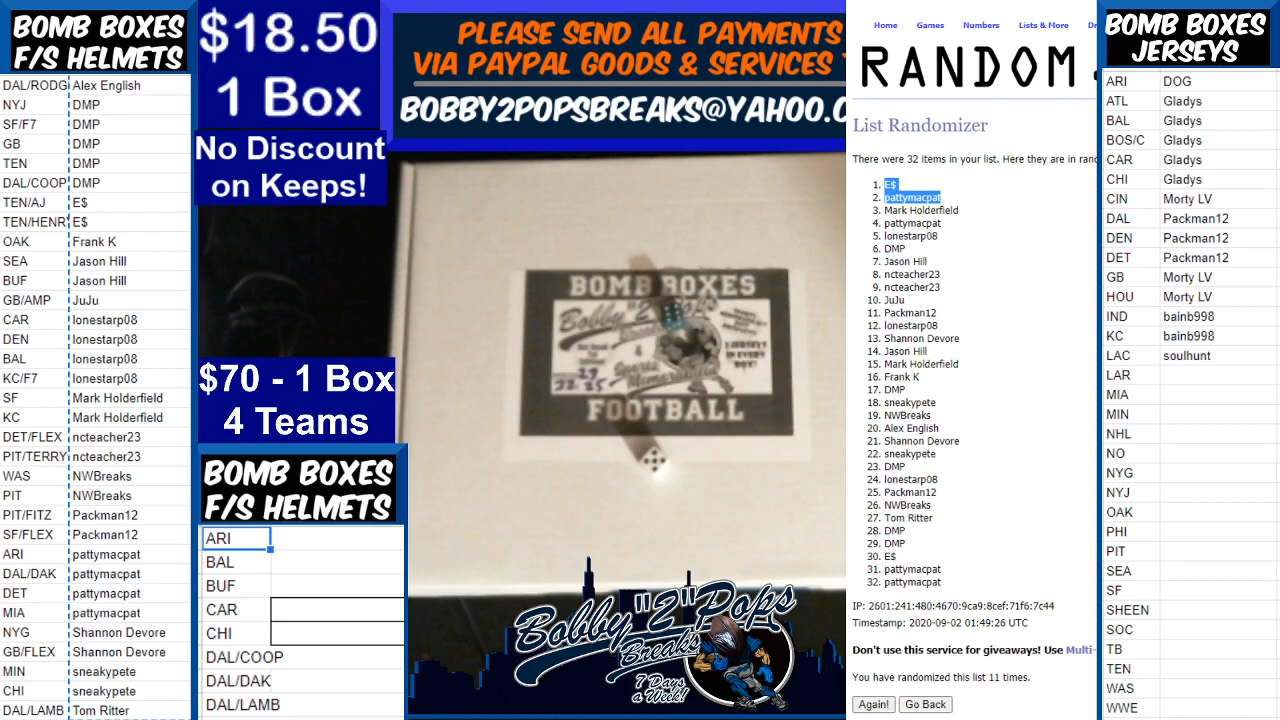 BOMB BOXES
F/S HELMETS
DAL/RODG Alex English
NYJ DMP
SF/F7 DMP
GB DMP
TEN DMP
DAL/COOP DMP
TEN/AJ E$
TEN/HENR E$
OAK Frank K
SEA Jason Hill
BUF Jason Hill
GB/AMP JuJu
CAR lonestarp08
DEN lonestarp08
BAL lonestarp08
KC/F7 lonestarp08
SF Mark Holderfield
KC Mark Holderfield
DET/FLEX ncteacher23
PIT/TERRY ncteacher23
WAS NWBreaks
PIT NWBreaks
PIT/FITZ Packman12
SF/FLEX Packman12
ARI pattymacpat
DAL/DAK pattymacpat
DET pattymacpat
MIA pattymacpat
NYG Shannon Devore
GB/FLEX Shannon Devore
MIN sneakypete
CHI sneakypete
DAL/LAMB Tom Ritter
$18.50
1 Box
No Discount
on Keeps!
$70 - 1 Box
4 Teams
BOMB BOXES
F/S HELMETS
ARI
BAL
BUF
CAR
CHI
DAL/COOP
DAL/DAK
DAL/LAMB
PLEASE SEND ALL PAYMENTS
VIA PAYPAL GOODS & SERVICES
BOBBY2POPSBREAKS@YAHOO.C
BOMB BOXES
Bobby "2" Pops
FOOTBALL
Bobby "2" Pops
Breaks
7 Days
a Week!
Home Games Numbers Lists & More Dr
RANDOM.
List Randomizer
There were 32 items in your list. Here they are in rand
1. E$
2. pattymacpat
3. Mark Holderfield
4. pattymacpat
5. lonestarp08
6. DMP
7. Jason Hill
8. ncteacher23
9. ncteacher23
10. JuJu
11. Packman12
12. lonestarp08
13. Shannon Devore
14. Jason Hill
15. Mark Holderfield
16. Frank K
17. DMP
18. sneakypete
19. NWBreaks
20. Alex English
21. Shannon Devore
22. sneakypete
23. DMP
24. lonestarp08
25. Packman12
26. NWBreaks
27. Tom Ritter
28. DMP
29. DMP
30. E$
31. pattymacpat
32. pattymacpat
IP: 2601:241:480:4670:9ca9:8cef:71f6:7c44
Timestamp: 2020-09-02 01:49:26 UTC
Don't use this service for giveaways! Use Multi-
You have randomized this list 11 times.
Again! Go Back
BOMB BOXES
JERSEYS
ARI DOG
ATL Gladys
BAL Gladys
BOS/C Gladys
CAR Gladys
CHI Gladys
CIN Morty LV
DAL Packman12
DEN Packman12
DET Packman12
GB Morty LV
HOU Morty LV
IND bainb998
KC bainb998
LAC soulhunt
LAR
MIA
MIN
NHL
NO
NYG
NYJ
OAK
PHI
PIT
SEA
SF
SHEEN
SOC
TB
TEN
WAS
WWE